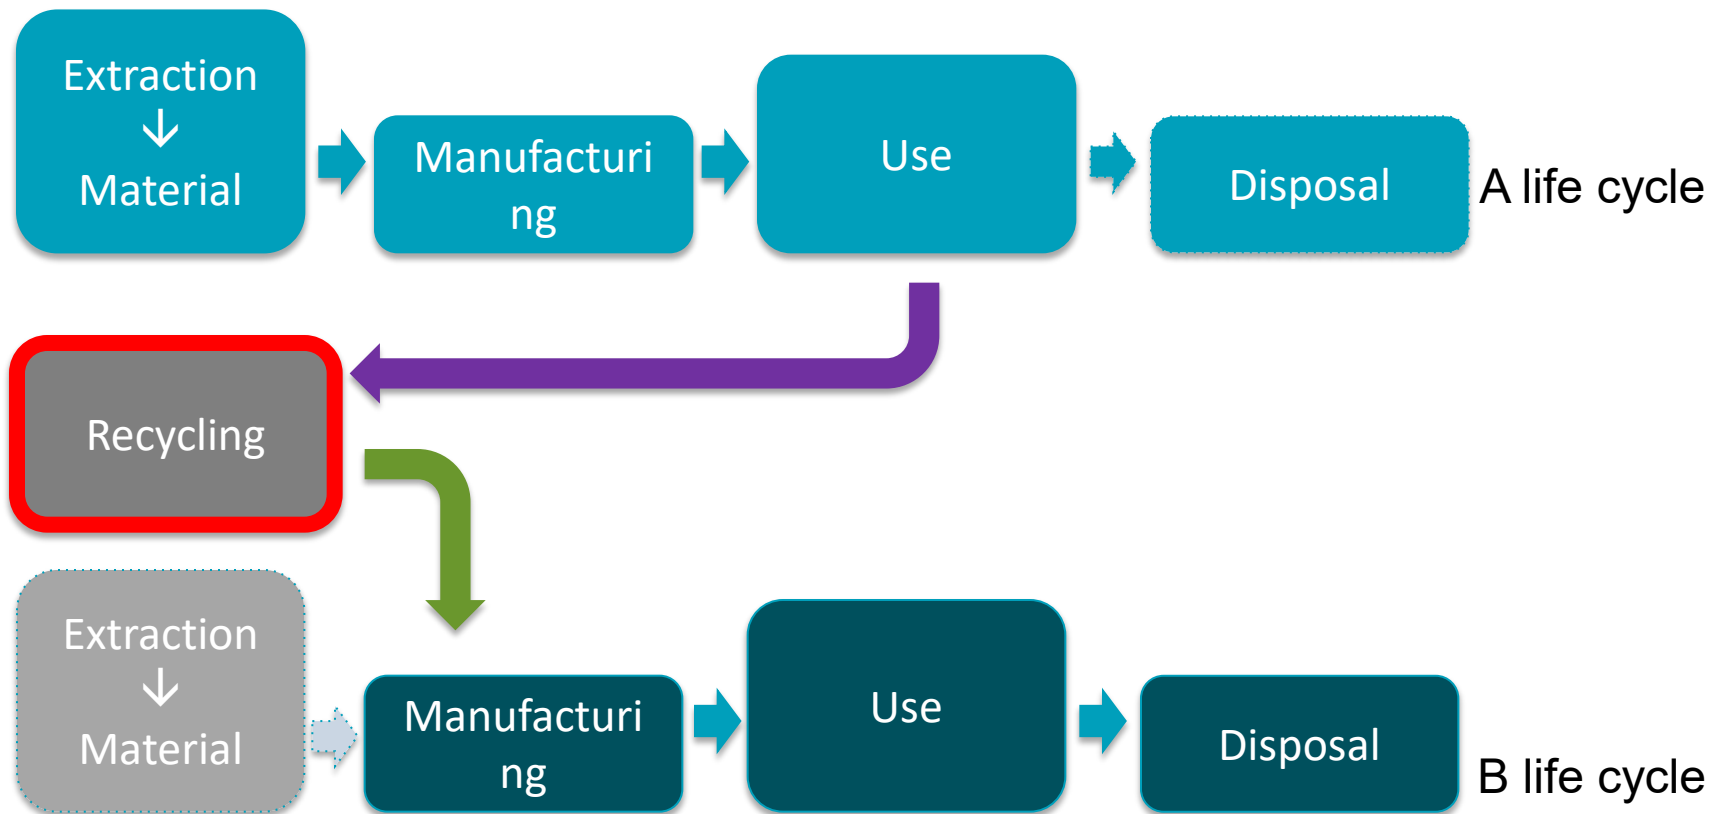 Extraction
↓
Material
Manufacturi
ng
Use
Disposal
A life cycle
Recycling
Extraction
↓
Material
Manufacturi
ng
Use
Disposal
B life cycle